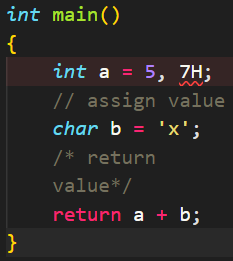 int main()
{
int a = 5, 7H;
// assign value
char b = 'x';
/* return
value*/
return a + b;
}